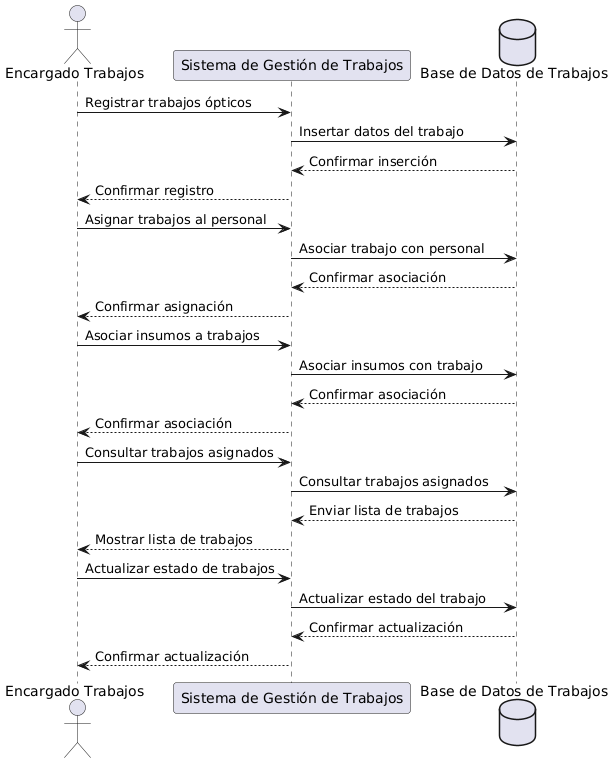 Encargado Trabajos
Sistema de Gestión de Trabajos
Base de Datos de Trabajos
Registrar trabajos ópticos
Insertar datos del trabajo
Confirmar inserción
Confirmar registro
Asignar trabajos al personal
Asociar trabajo con personal
Confirmar asociación
Confirmar asignación
Asociar insumos a trabajos
Asociar insumos con trabajo
Confirmar asociación
Confirmar asociación
Consultar trabajos asignados
Consultar trabajos asignados
Enviar lista de trabajos
Mostrar lista de trabajos
Actualizar estado de trabajos
Actualizar estado del trabajo
Confirmar actualización
Confirmar actualización
Encargado Trabajos
Sistema de Gestión de Trabajos
Base de Datos de Trabajos